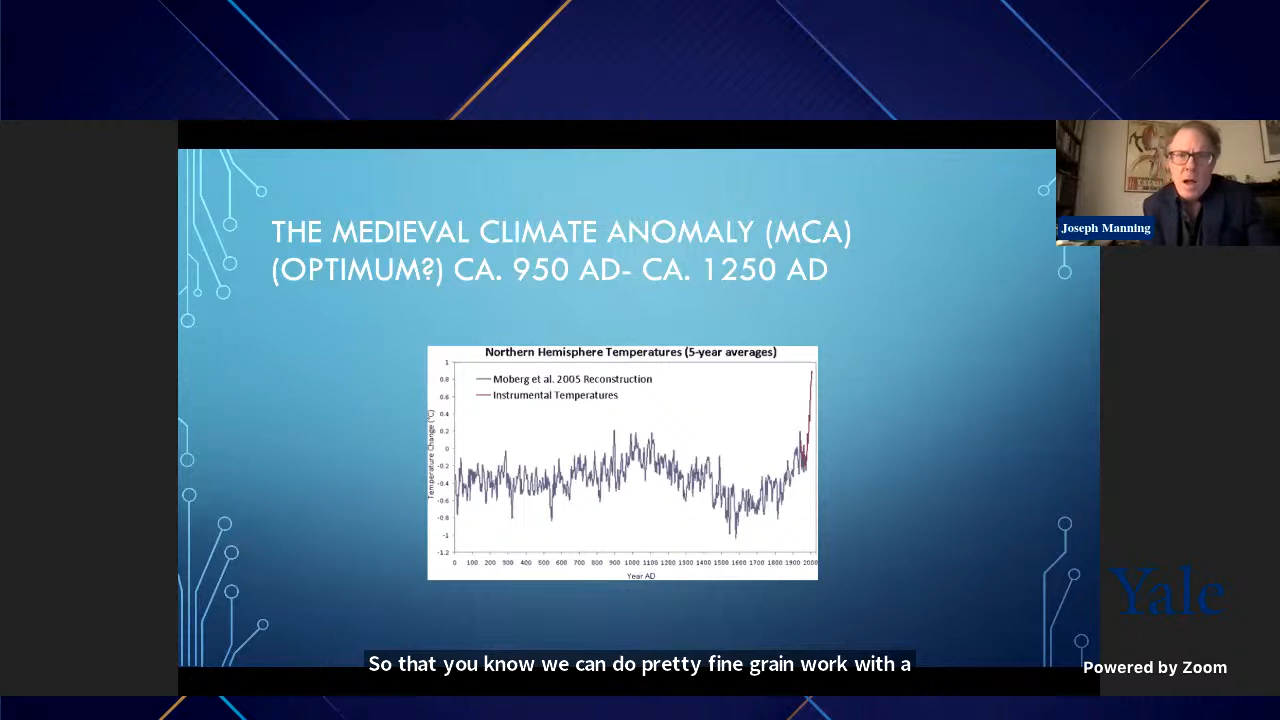 Joseph Manning
THE MEDIEVAL CLIMATE ANOMALY (MCA)
(OPTIMUM?) CA. 950 AD- CA. 1250 AD
Northern Hemisphere Temperatures (5-year averages)
Moberg et al. 2005 Reconstruction
Instrumental Temperatures
Temperature Change (°C)
1
0.8
0.6
0.4
0.2
0
-0.2
-0.4
-0.6
-0.8
-1
-1.2
0 100 200 300 400 500 600 700 800 900 1000 1100 1200 1300 1400 1500 1600 1700 1800 1900 2000
Year AD
Yale
So that you know we can do pretty fine grain work with a
Powered by Zoom